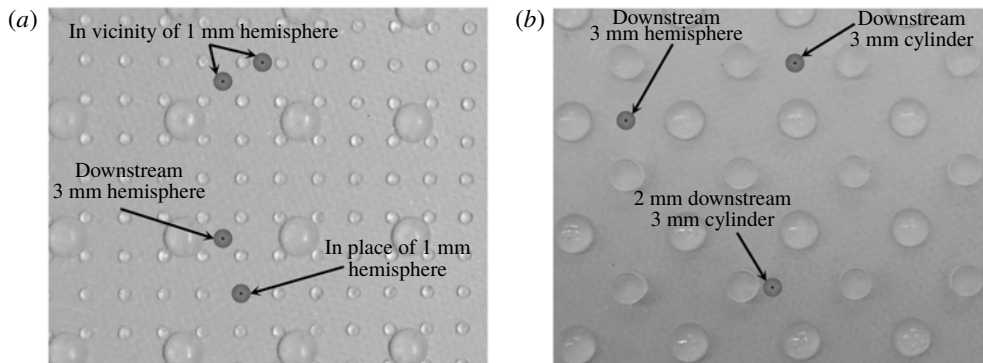 (a)
In vicinity of 1 mm hemisphere
Downstream
3 mm hemisphere
In place of 1 mm
hemisphere
(b)
Downstream
3 mm hemisphere
Downstream
3 mm cylinder
2 mm downstream
3 mm cylinder